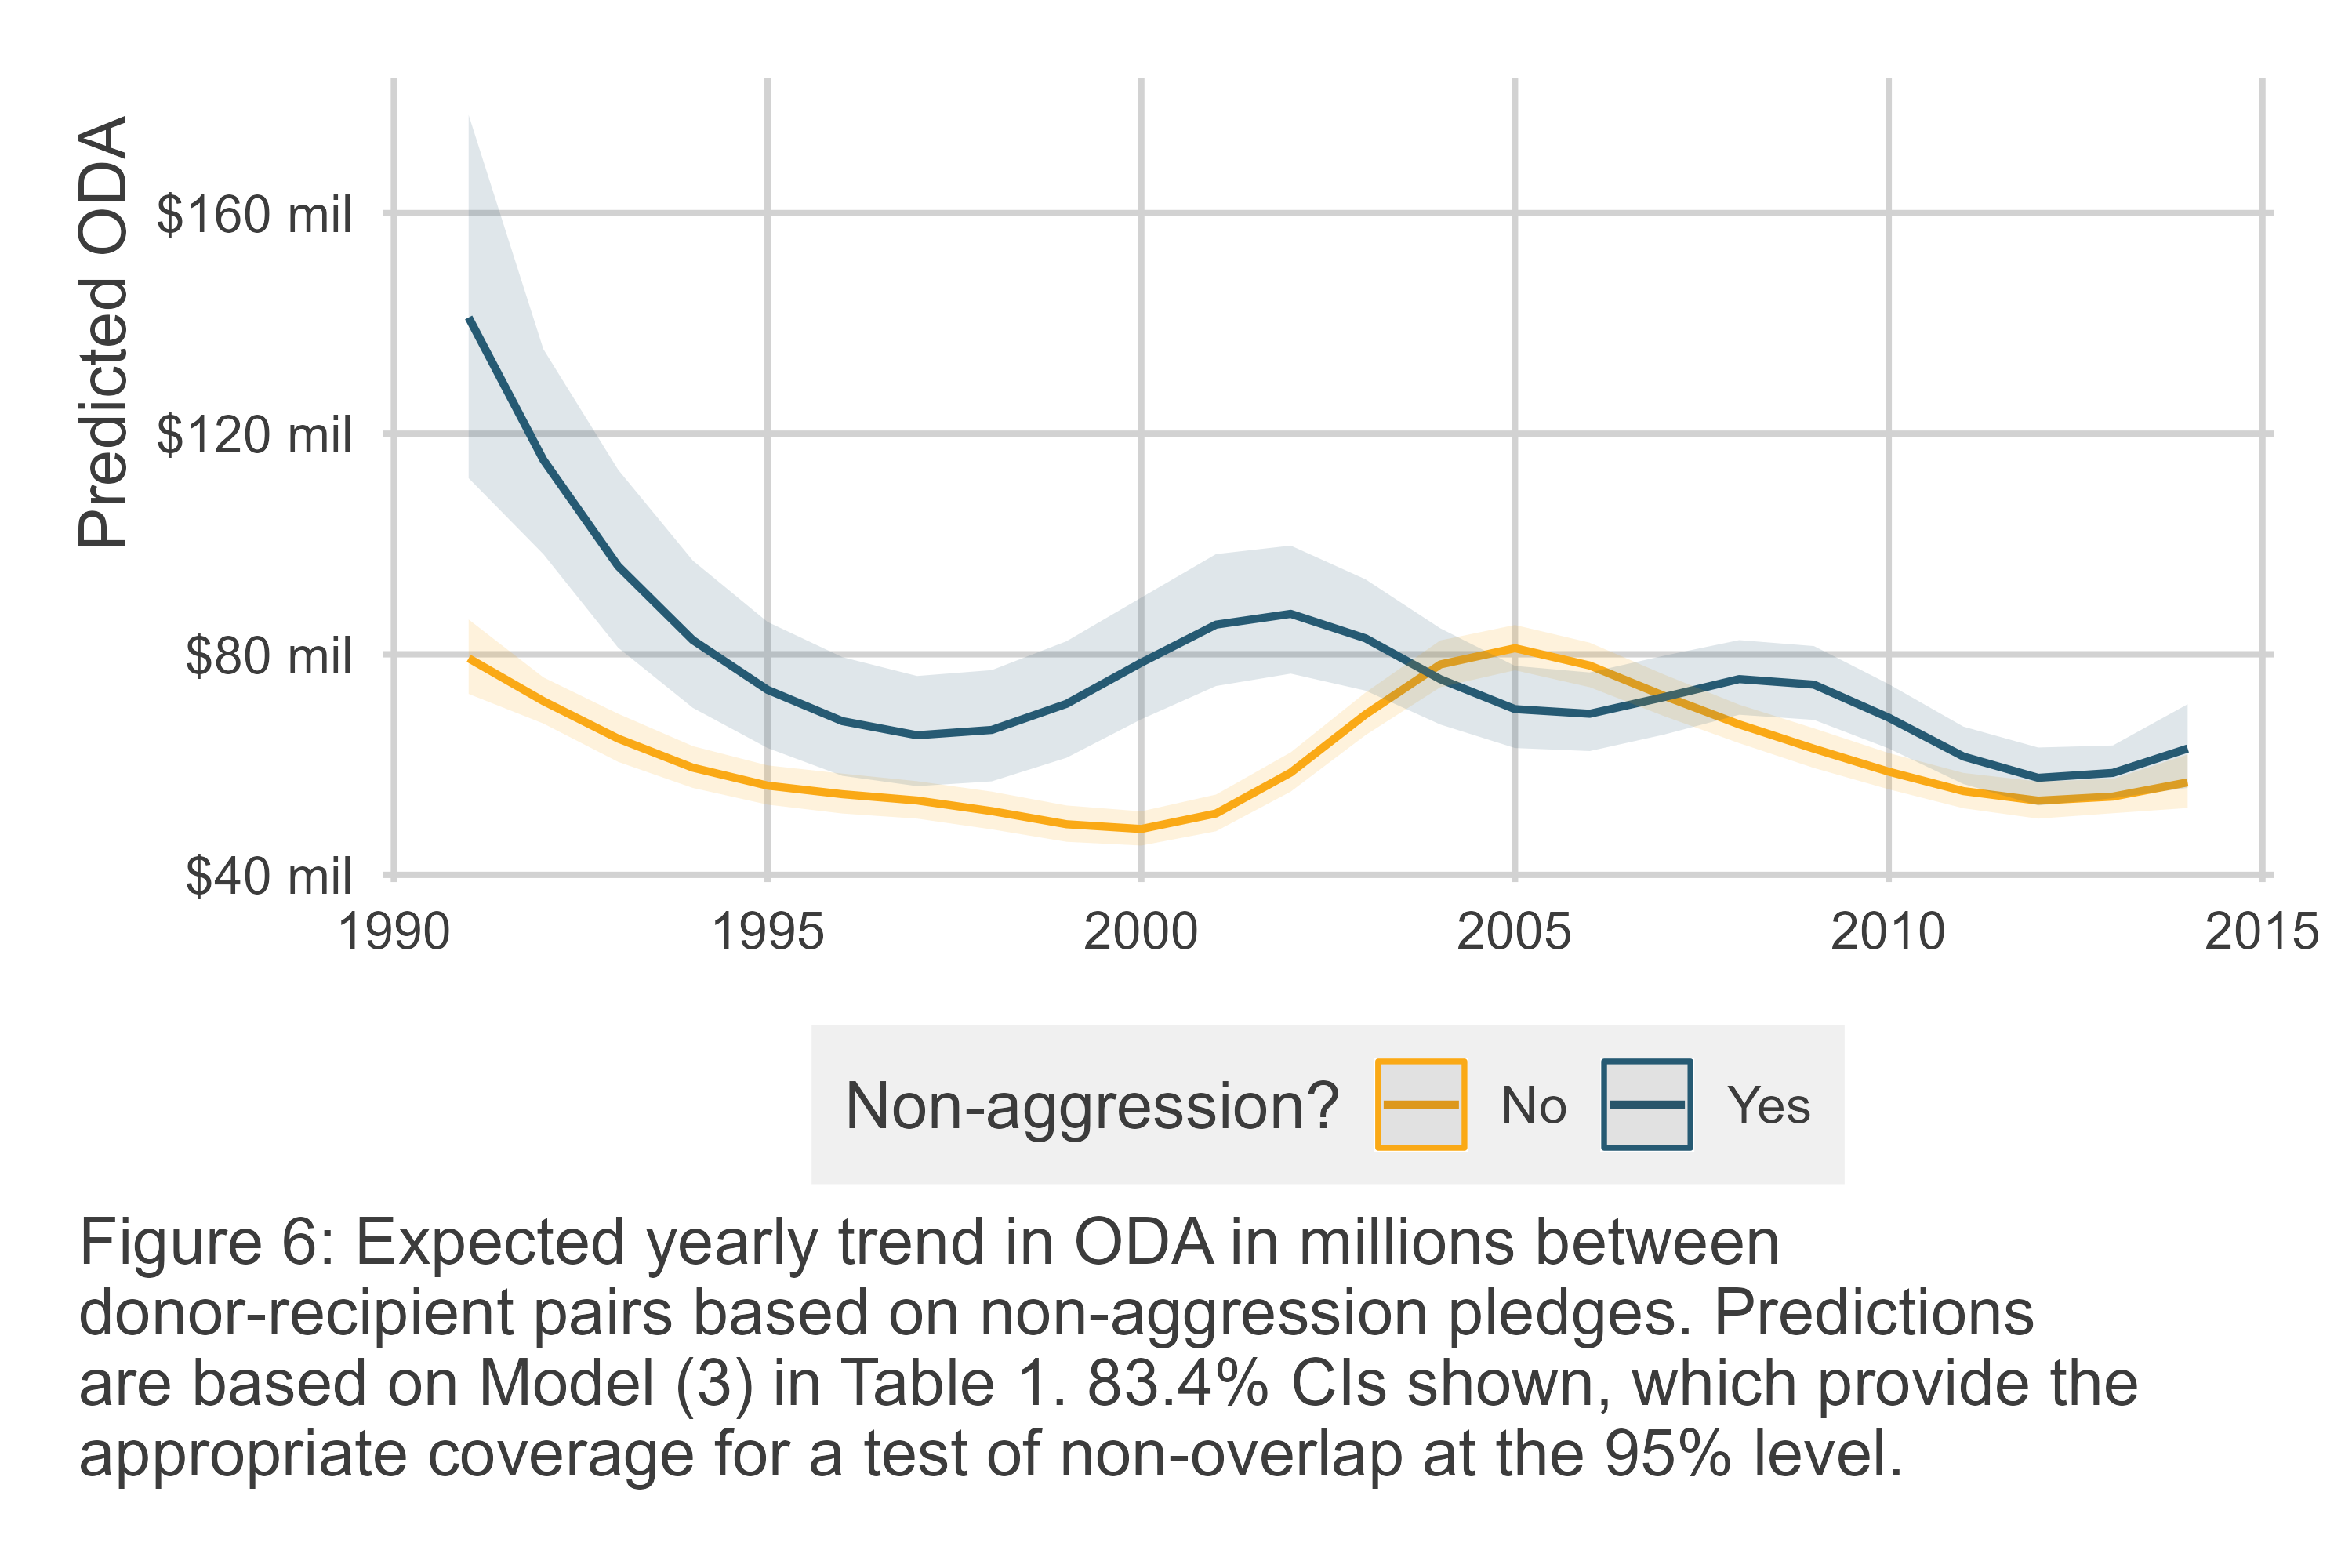 Predicted ODA
$160 mil
$120 mil
$80 mil
$40 mil
1990 1995 2000 2005 2010 2015
Non-aggression? No Yes
Figure 6: Expected yearly trend in ODA in millions between
donor-recipient pairs based on non-aggression pledges. Predictions
are based on Model (3) in Table 1. 83.4% CIs shown, which provide the
appropriate coverage for a test of non-overlap at the 95% level.